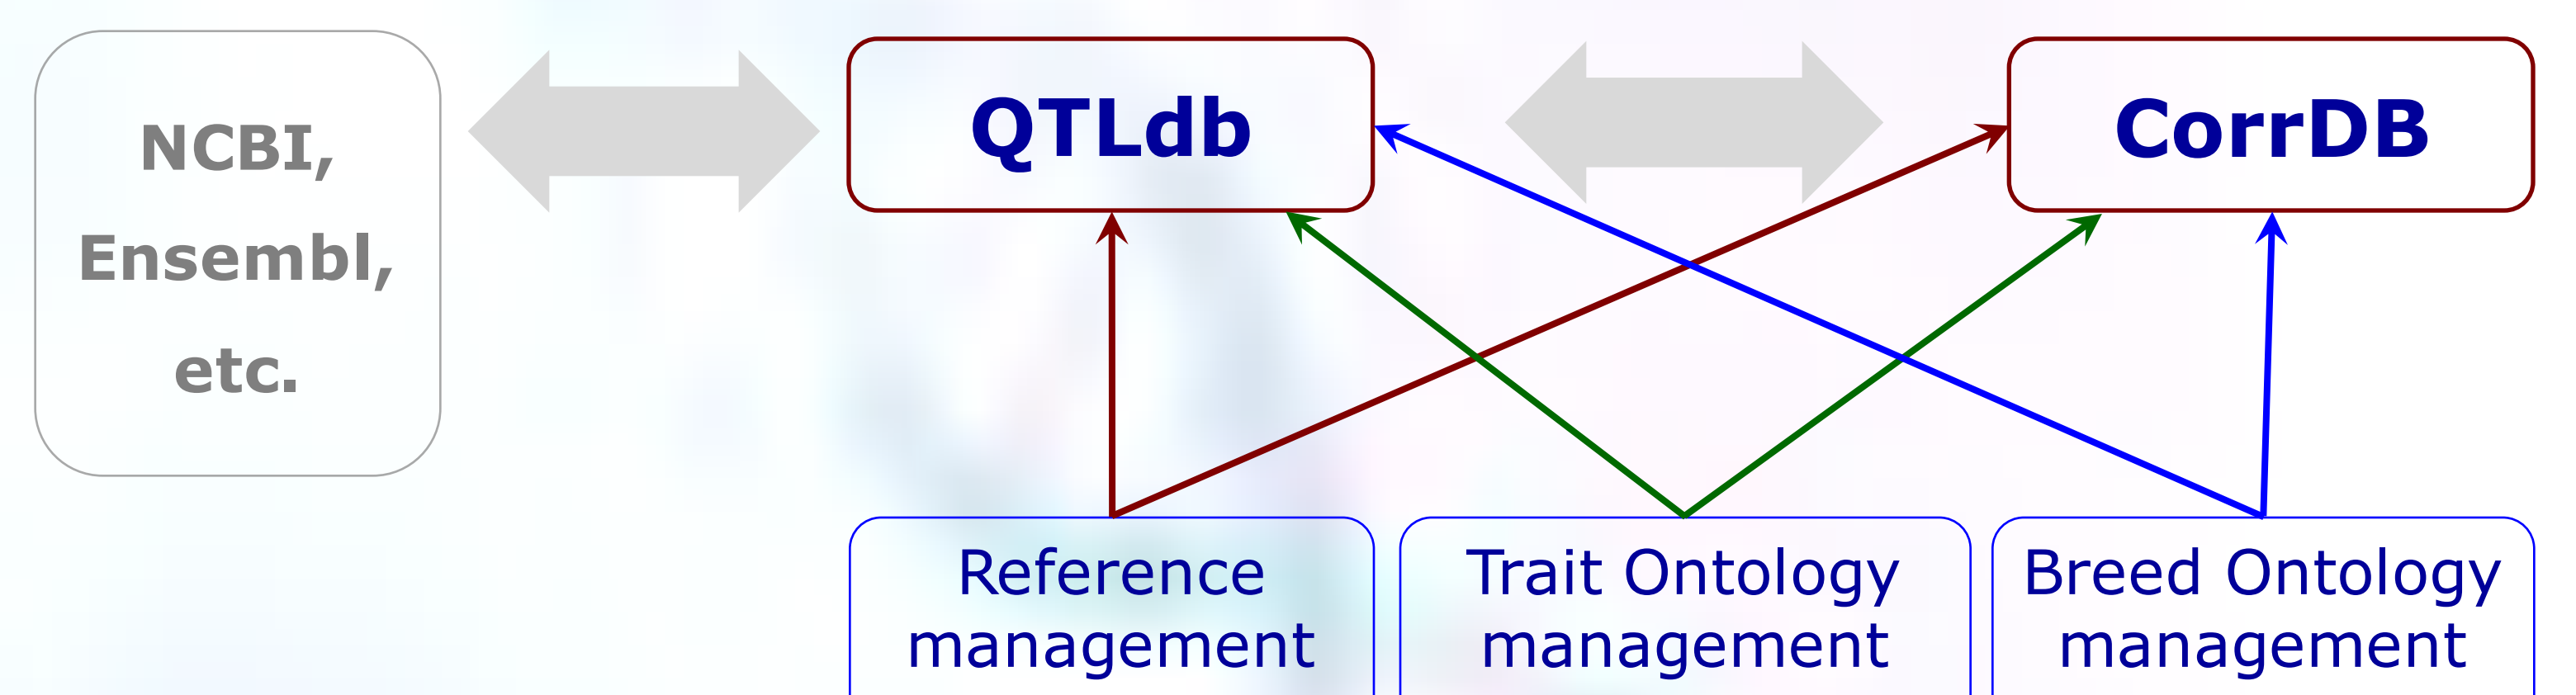 NCBI,
Ensembl,
etc.
QTLdb
CorrDB
Reference
management
Trait Ontology
management
Breed Ontology
management